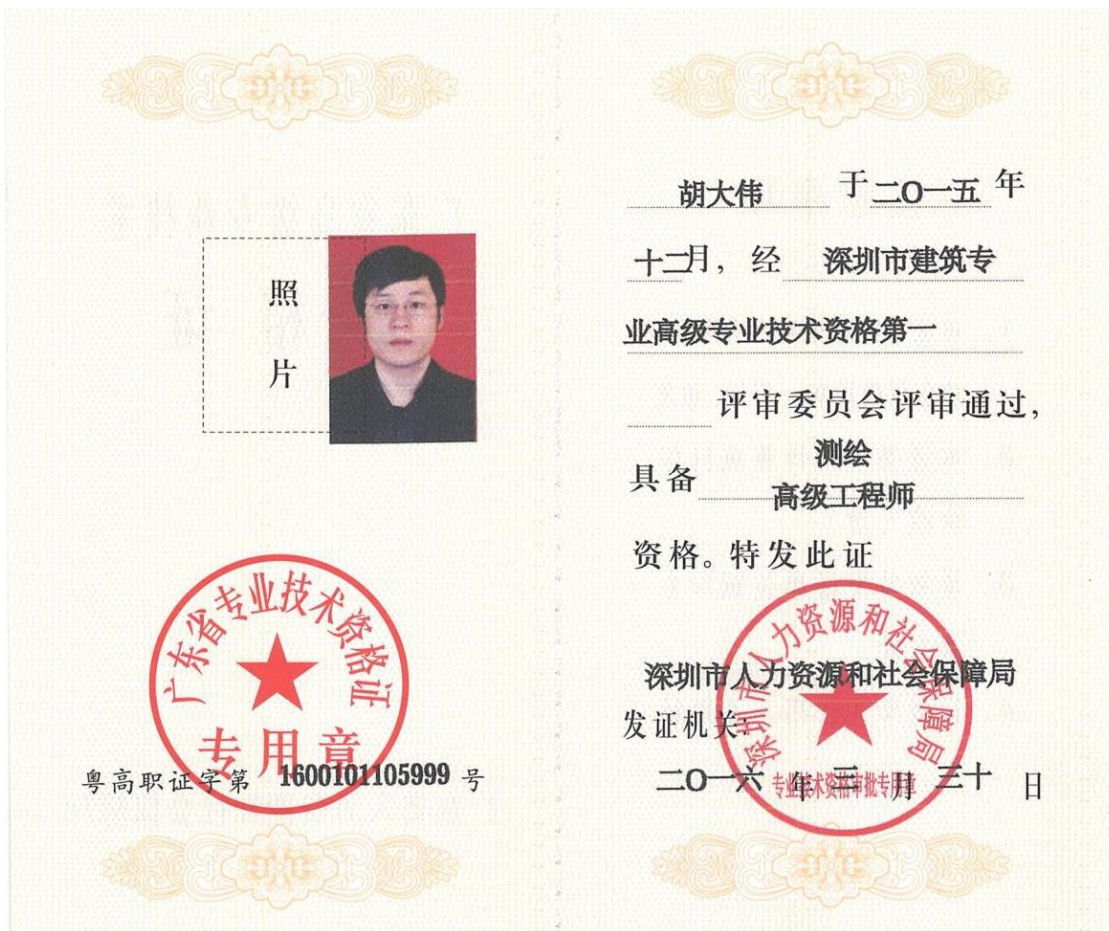 照
片
广东省专业技术资格证
专用章
粤高职证字第 1600101105999 号
胡大伟 于二O一五年
十二月，经 深圳市建筑专
业高级专业技术资格第一
评审委员会评审通过，
测绘
具备 高级工程师
资格。特发此证
深圳市人力资源和社会保障局
深圳市人力资源和社会保障局
发证机关：
二O一六 年 三 月 三十 日
专业技术资格审批专用章